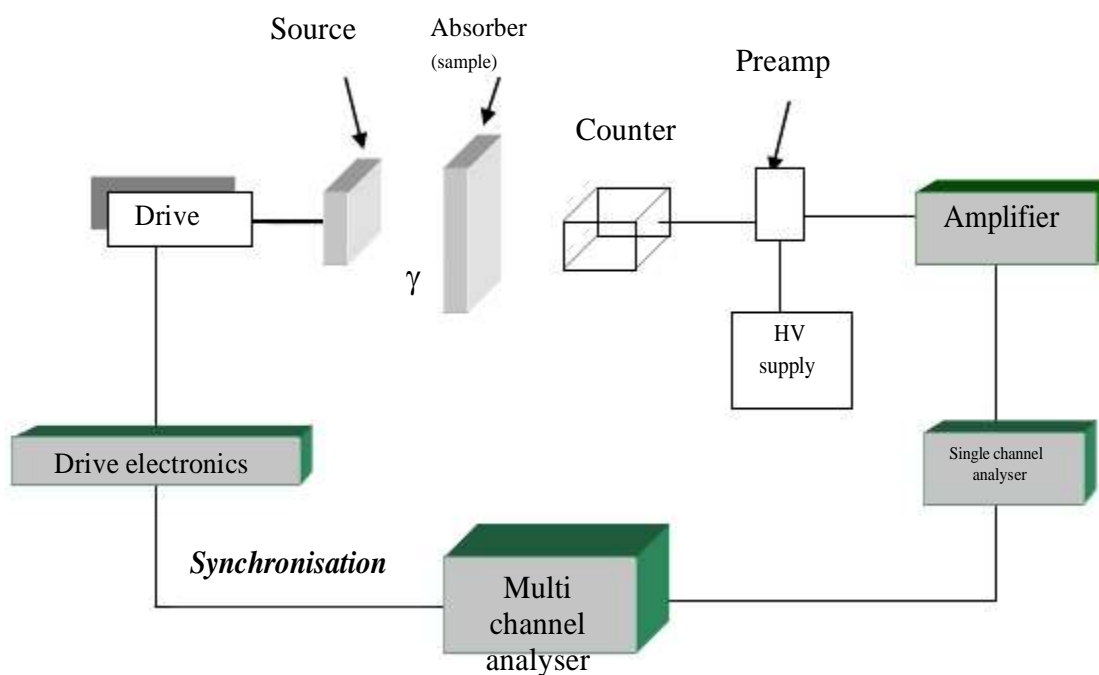 Source
Absorber
(sample)
Preamp
Counter
Drive
Amplifier
γ
HV
supply
Drive electronics
Single channel
analyser
Synchronisation
Multi
channel
analyser